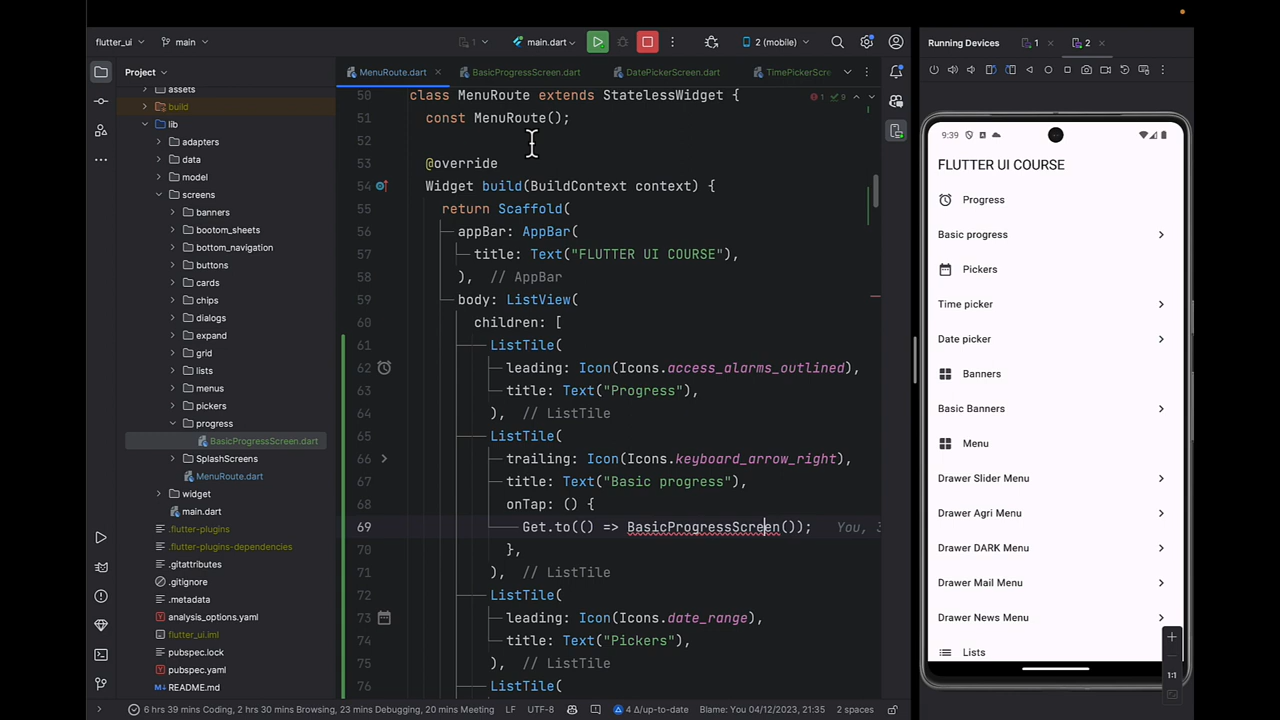 flutter_ui
main
1
main.dart
2 (mobile)
Running Devices
1
2
Project
MenuRoute.dart
BasicProgressScreen.dart
DatePickerScreen.dart
TimePickerScre
assets
build
lib
adapters
data
model
screens
banners
bootom_sheets
bottom_navigation
buttons
cards
chips
dialogs
expand
grid
lists
menus
pickers
progress
BasicProgressScreen.dart
SplashScreens
MenuRoute.dart
widget
main.dart
.flutter-plugins
.flutter-plugins-dependencies
.gitattributes
.gitignore
.metadata
analysis_options.yaml
flutter_ui.iml
pubspec.lock
pubspec.yaml
README.md
50 class MenuRoute extends StatelessWidget {
1 9
51 const MenuRoute();
52
53 @override
54 Widget build(BuildContext context) {
55 return Scaffold(
56 appBar: AppBar(
57 title: Text("FLUTTER UI COURSE"),
58 ), // AppBar
59 body: ListView(
60 children: [
61 ListTile(
62 leading: Icon(Icons.access_alarms_outlined),
63 title: Text("Progress"),
64 ), // ListTile
65 ListTile(
66 trailing: Icon(Icons.keyboard_arrow_right),
67 title: Text("Basic progress"),
68 onTap: () {
69 Get.to(() => BasicProgressScreen()); You, 3
70 },
71 ), // ListTile
72 ListTile(
73 leading: Icon(Icons.date_range),
74 title: Text("Pickers"),
75 ), // ListTile
76 ListTile(
9:39
FLUTTER UI COURSE
Progress
Basic progress
Pickers
Time picker
Date picker
Banners
Basic Banners
Menu
Drawer Slider Menu
Drawer Agri Menu
Drawer DARK Menu
Drawer Mail Menu
Drawer News Menu
Lists
1:1
6 hrs 39 mins Coding, 2 hrs 30 mins Browsing, 23 mins Debugging, 20 mins Meeting LF UTF-8 4 Δ/up-to-date Blame: You 04/12/2023, 21:35 2 spaces